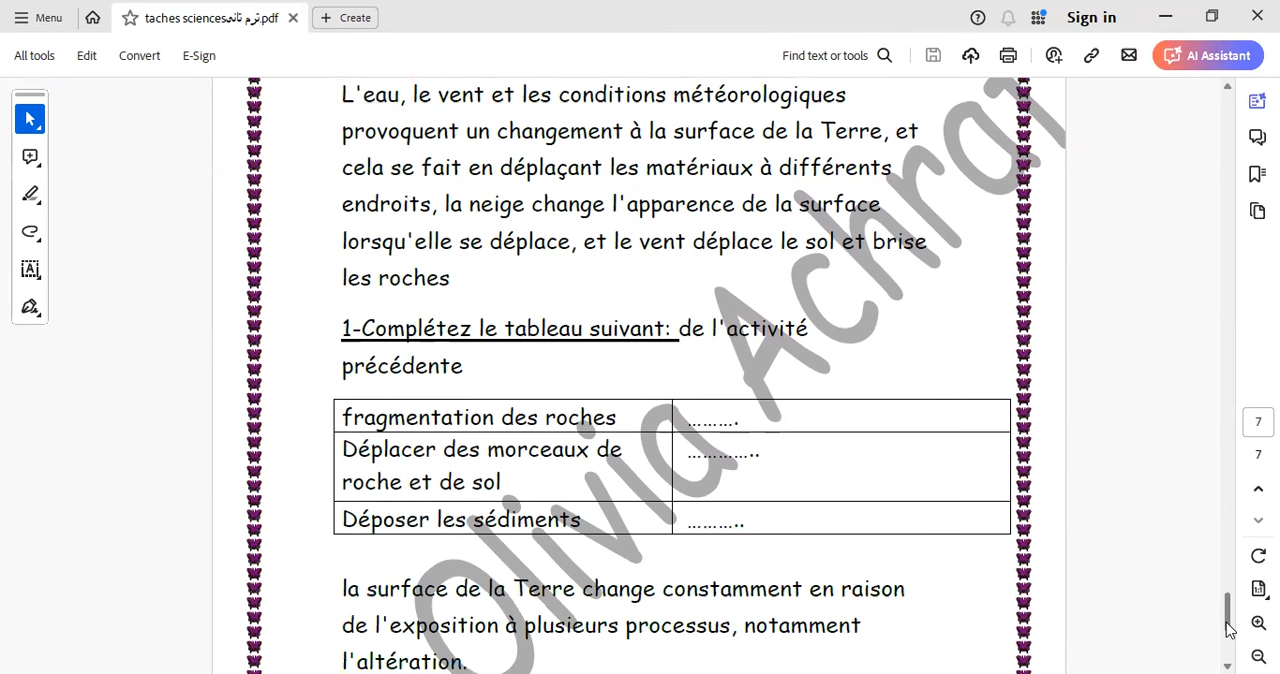 Menu
taches sciencesترم تانى.pdf
Create
Sign in
All tools
Edit
Convert
E-Sign
Find text or tools
AI Assistant
L'eau, le vent et les conditions météorologiques
provoquent un changement à la surface de la Terre, et
cela se fait en déplaçant les matériaux à différents
endroits, la neige change l'apparence de la surface
lorsqu'elle se déplace, et le vent déplace le sol et brise
les roches
1-Complétez le tableau suivant: de l'activité
précédente
fragmentation des roches
……….
Déplacer des morceaux de
…………..
roche et de sol
Déposer les sédiments
………..
la surface de la Terre change constamment en raison
de l'exposition à plusieurs processus, notamment
l'altération.
Olivia Achraf
7
7